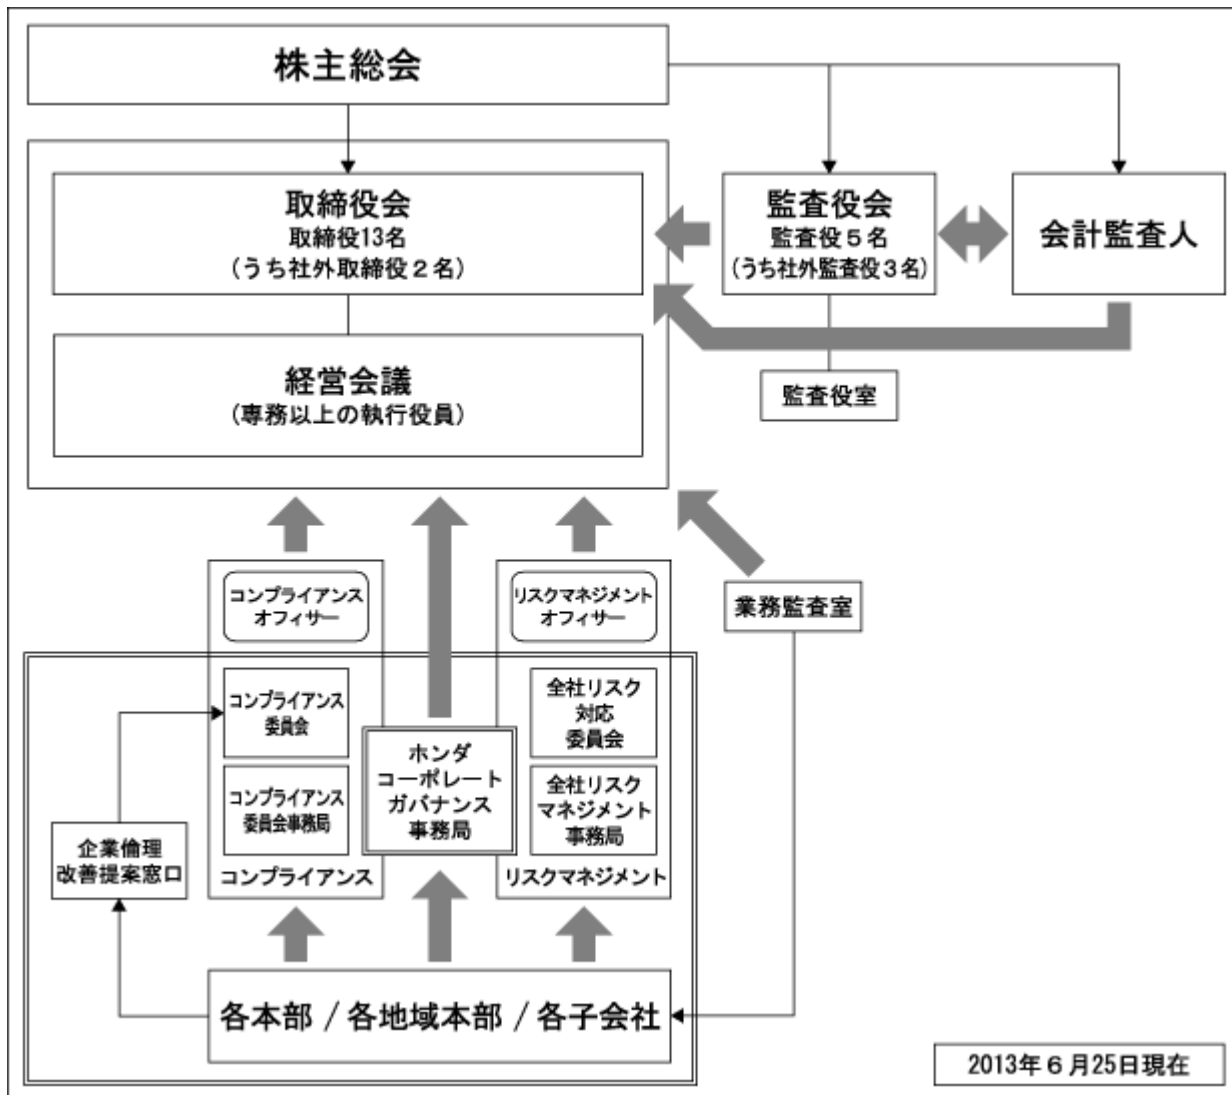 株主総会
取締役会
取締役13名
(うち社外取締役２名)
監査役会
監査役５名
(うち社外監査役３名)
会計監査人
経営会議
(専務以上の執行役員)
監査役室
コンプライアンス
オフィサー
リスクマネジメント
オフィサー
業務監査室
コンプライアンス
委員会
全社リスク
対応
委員会
ホンダ
コーポレート
ガバナンス
事務局
コンプライアンス
委員会事務局
全社リスク
マネジメント
事務局
企業倫理
改善提案窓口
コンプライアンス
リスクマネジメント
各本部 / 各地域本部 / 各子会社
2013年６月25日現在